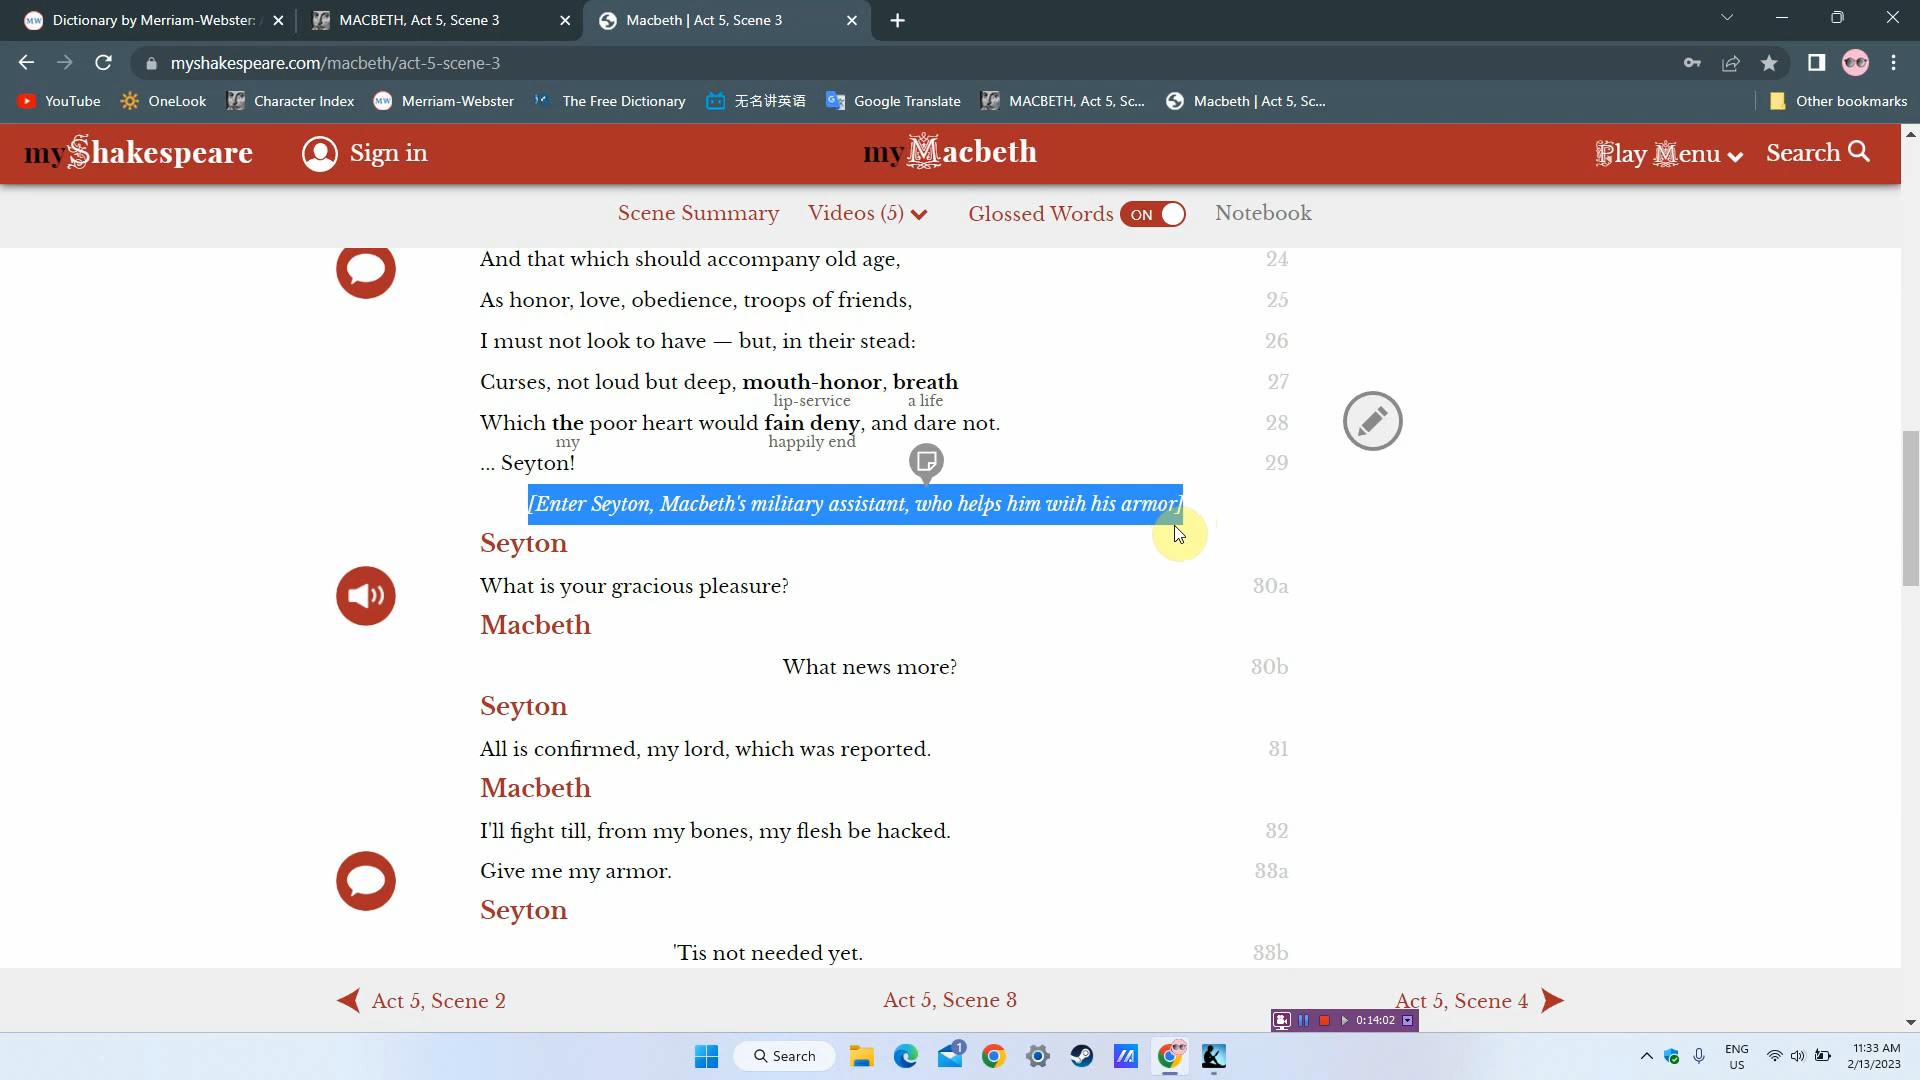 Dictionary by Merriam-Webster:
MACBETH, Act 5, Scene 3
Macbeth | Act 5, Scene 3
myshakespeare.com/macbeth/act-5-scene-3
YouTube
OneLook
Character Index
Merriam-Webster
The Free Dictionary
无名讲英语
Google Translate
MACBETH, Act 5, Sc...
Macbeth | Act 5, Sc...
Other bookmarks
myShakespeare
Sign in
myMacbeth
Play Menu
Search
Scene Summary
Videos (5)
Glossed Words ON
Notebook
And that which should accompany old age, 24
As honor, love, obedience, troops of friends, 25
I must not look to have — but, in their stead: 26
Curses, not loud but deep, mouth-honor, breath 27
lip-service a life
Which the poor heart would fain deny, and dare not. 28
my happily end
... Seyton! 29
[Enter Seyton, Macbeth's military assistant, who helps him with his armor]
Seyton
What is your gracious pleasure? 30a
Macbeth
What news more? 30b
Seyton
All is confirmed, my lord, which was reported. 31
Macbeth
I'll fight till, from my bones, my flesh be hacked. 32
Give me my armor. 33a
Seyton
'Tis not needed yet. 33b
Act 5, Scene 2
Act 5, Scene 3
Act 5, Scene 4
0:14:02
Search
1
ENG
US
11:33 AM
2/13/2023